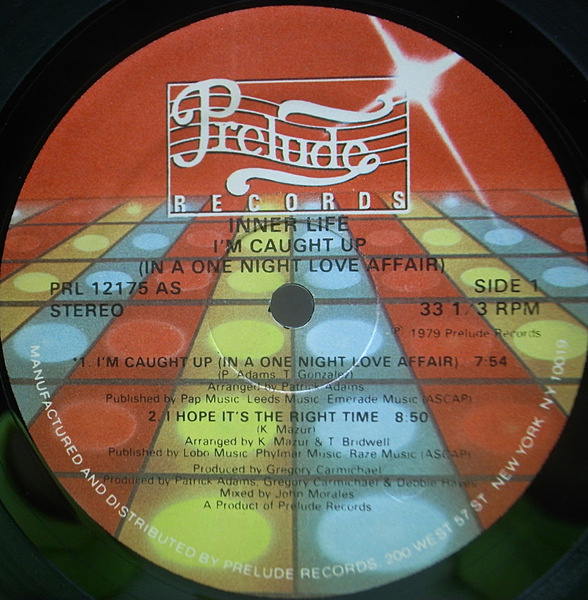 Prelude
RECORDS
INNER LIFE
I'M CAUGHT UP
(IN A ONE NIGHT LOVE AFFAIR)
PRL 12175 AS
SIDE 1
STEREO
33 1/3 RPM
℗ 1979 Prelude Records
*1. I'M CAUGHT UP (IN A ONE NIGHT LOVE AFFAIR) 7:54
(P. Adams, T. Gonzalez)
Arranged by Patrick Adams
Published by Pap Music, Leeds Music, Emerade Music (ASCAP)
2. I HOPE IT'S THE RIGHT TIME 8:50
(K. Mazur)
Arranged by K. Mazur & T. Bridwell
Published by Lobo Music, Phylmar Music, Raze Music (ASCAP)
Produced by Gregory Carmichael
*Produced by Patrick Adams, Gregory Carmichael & Debbie Hayes
Mixed by John Morales
A Product of Prelude Records
MANUFACTURED AND DISTRIBUTED BY PRELUDE RECORDS, 200 WEST 57 ST. NEW YORK, NY 10019